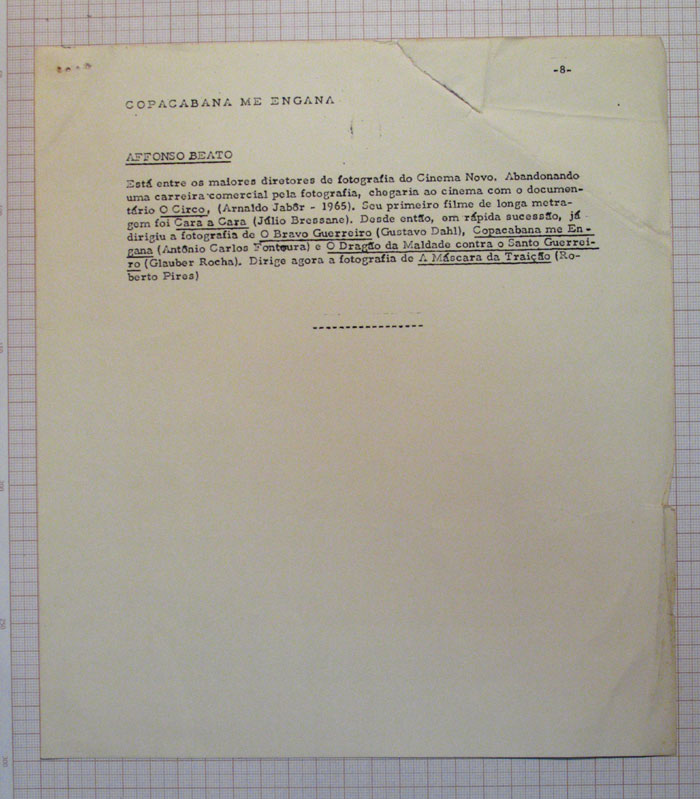 -8-
COPACABANA ME ENGANA
AFFONSO BEATO
Está entre os maiores diretores de fotografia do Cinema Novo. Abandonando
uma carreira comercial pela fotografia, chegaria ao cinema com o documen-
tário O Circo, (Arnaldo Jabôr - 1965). Seu primeiro filme de longa metra-
gem foi Cara a Cara (Júlio Bressane). Desde então, em rápida sucessão, já
dirigiu a fotografia de O Bravo Guerreiro (Gustavo Dahl), Copacabana me En-
gana (Antônio Carlos Fontoura) e O Dragão da Maldade contra o Santo Guerrei-
ro (Glauber Rocha). Dirige agora a fotografia de A Máscara da Traição (Ro-
berto Pires)